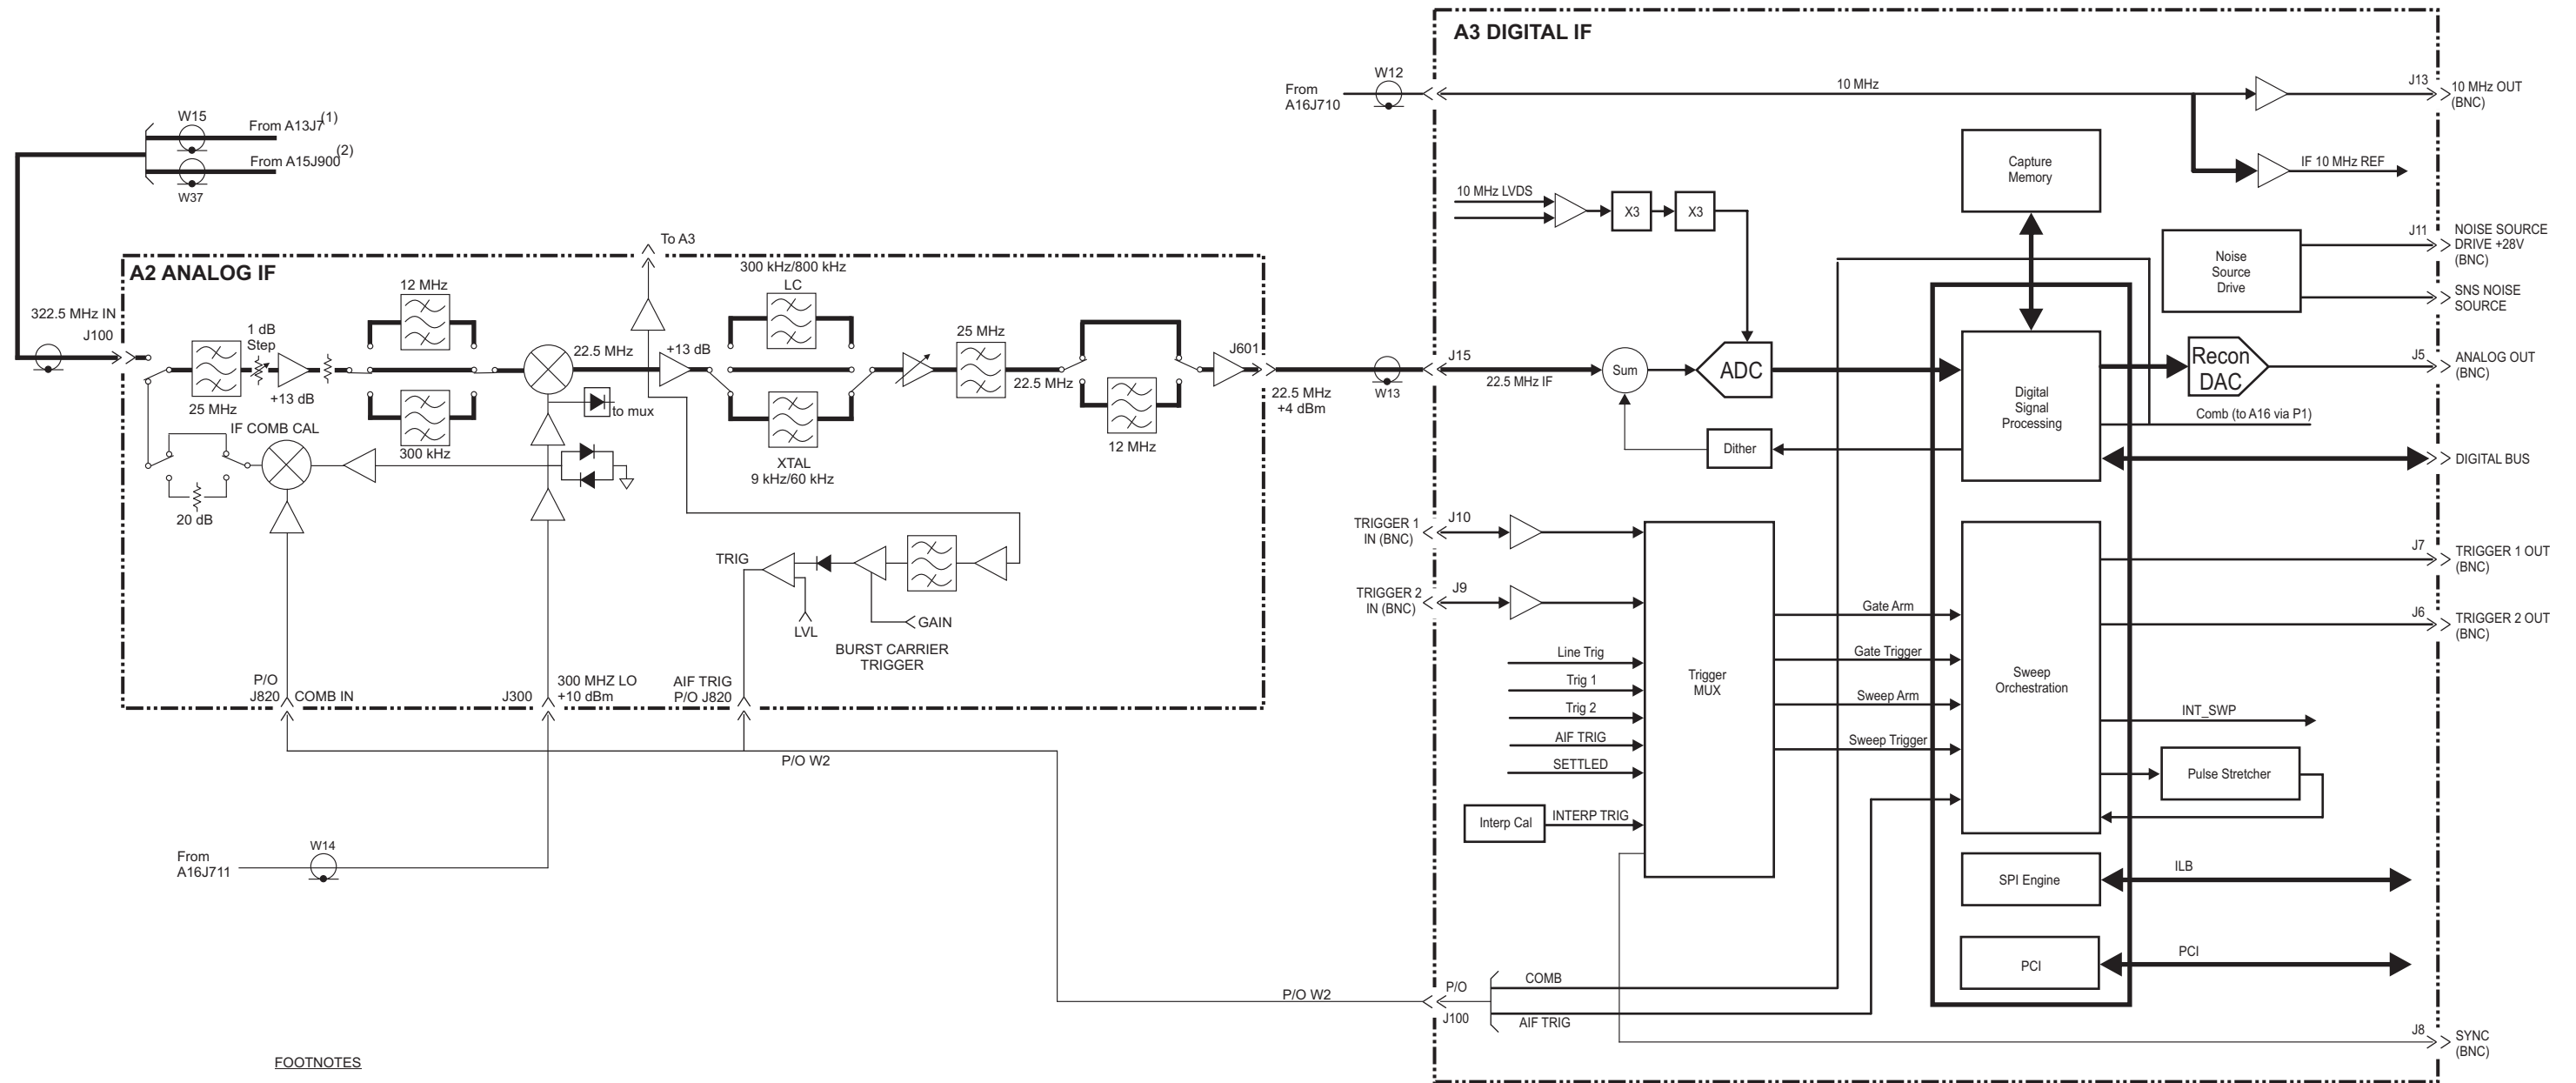 A3 DIGITAL IF
W12
From
A16J710
10 MHz
J13
10 MHz OUT
(BNC)
W15
From A13J7
(1)
From A15J900
(2)
W37
Capture
Memory
IF 10 MHz REF
10 MHz LVDS
X3
X3
J11
NOISE SOURCE
DRIVE +28V
(BNC)
Noise
Source
Drive
SNS NOISE
SOURCE
To A3
A2 ANALOG IF
300 kHz/800 kHz
LC
12 MHz
322.5 MHz IN
J100
1 dB
Step
25 MHz
+13 dB
22.5 MHz
+13 dB
to mux
25 MHz
22.5 MHz
J601
22.5 MHz
+4 dBm
W13
J15
22.5 MHz IF
Sum
ADC
Digital
Signal
Processing
Recon
DAC
J5
ANALOG OUT
(BNC)
Comb (to A16 via P1)
IF COMB CAL
300 kHz
XTAL
9 kHz/60 kHz
12 MHz
Dither
DIGITAL BUS
20 dB
TRIGGER 1
IN (BNC)
J10
TRIG
LVL
GAIN
BURST CARRIER
TRIGGER
TRIGGER 2
IN (BNC)
J9
J7
TRIGGER 1 OUT
(BNC)
Gate Arm
J6
TRIGGER 2 OUT
(BNC)
Line Trig
Gate Trigger
Trig 1
Trigger
MUX
Sweep
Orchestration
Sweep Arm
Trig 2
INT_SWP
AIF TRIG
Sweep Trigger
SETTLED
Pulse Stretcher
P/O
J820
COMB IN
J300
300 MHZ LO
+10 dBm
AIF TRIG
P/O J820
P/O W2
Interp Cal
INTERP TRIG
W14
From
A16J711
SPI Engine
ILB
PCI
PCI
P/O W2
P/O
J100
COMB
AIF TRIG
J8
SYNC
(BNC)
FOOTNOTES